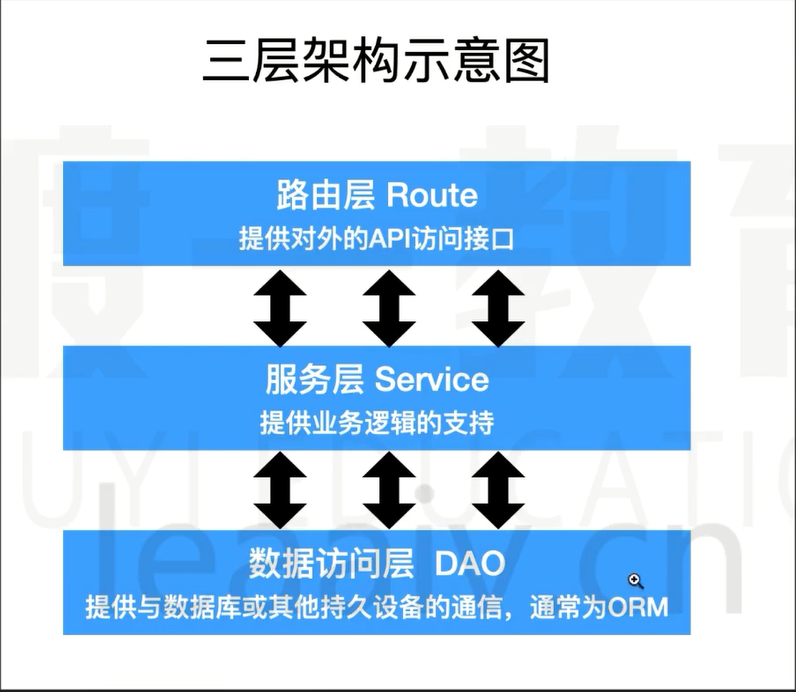 三层架构示意图
路由层 Route
提供对外的API访问接口
服务层 Service
提供业务逻辑的支持
数据访问层 DAO
提供与数据库或其他持久设备的通信，通常为ORM